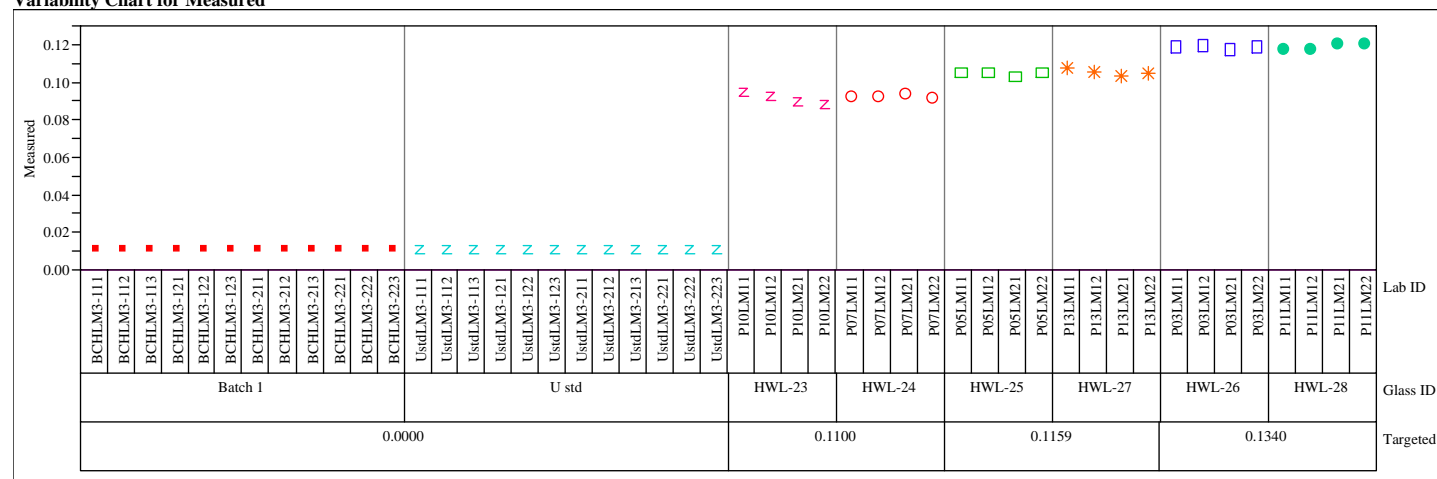 Variability Chart for Measured
Measured
0.12
0.10
0.08
0.06
0.04
0.02
0.00
BCHLM3-111
BCHLM3-112
BCHLM3-113
BCHLM3-121
BCHLM3-122
BCHLM3-123
BCHLM3-211
BCHLM3-212
BCHLM3-213
BCHLM3-221
BCHLM3-222
BCHLM3-223
UstdLM3-111
UstdLM3-112
UstdLM3-113
UstdLM3-121
UstdLM3-122
UstdLM3-123
UstdLM3-211
UstdLM3-212
UstdLM3-213
UstdLM3-221
UstdLM3-222
UstdLM3-223
P10LM11
P10LM12
P10LM21
P10LM22
P07LM11
P07LM12
P07LM21
P07LM22
P05LM11
P05LM12
P05LM21
P05LM22
P13LM11
P13LM12
P13LM21
P13LM22
P03LM11
P03LM12
P03LM21
P03LM22
P11LM11
P11LM12
P11LM21
P11LM22
Lab ID
Batch 1 U std HWL-23 HWL-24 HWL-25 HWL-27 HWL-26 HWL-28 Glass ID
0.0000 0.1100 0.1159 0.1340 Targeted